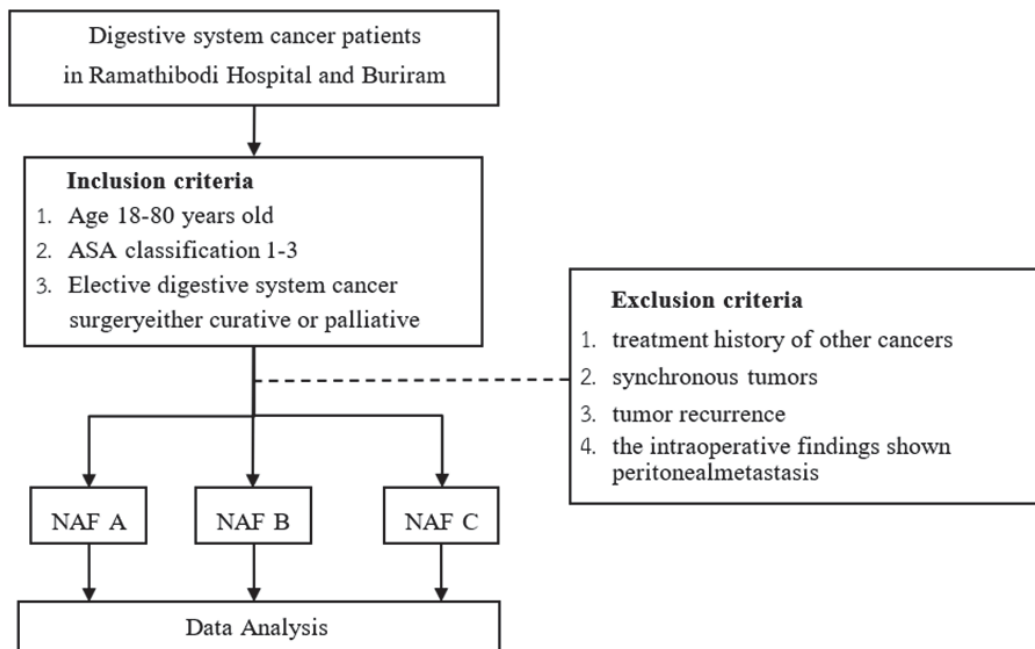 Digestive system cancer patients
in Ramathibodi Hospital and Buriram
Inclusion criteria
1. Age 18-80 years old
2. ASA classification 1-3
3. Elective digestive system cancer
surgeryeither curative or palliative
Exclusion criteria
1. treatment history of other cancers
2. synchronous tumors
3. tumor recurrence
4. the intraoperative findings shown
peritonealmetastasis
NAF A
NAF B
NAF C
Data Analysis